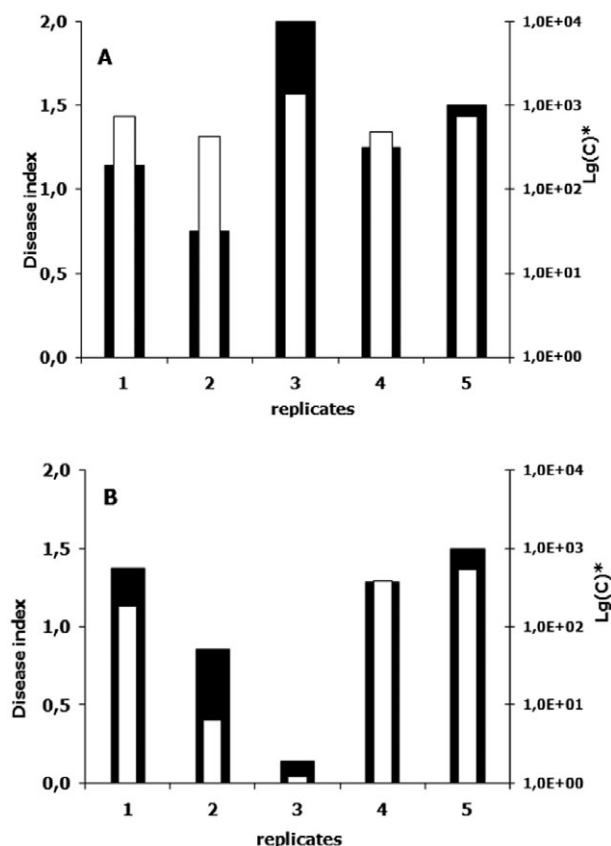 A
Disease index
2,0
1,5
1,0
0,5
0,0
1,0E+04
1,0E+03
1,0E+02
1,0E+01
1,0E+00
Lg(C)*
1 2 3 4 5
replicates
B
Disease index
2,0
1,5
1,0
0,5
0,0
1,0E+04
1,0E+03
1,0E+02
1,0E+01
1,0E+00
Lg(C)*
1 2 3 4 5
replicates